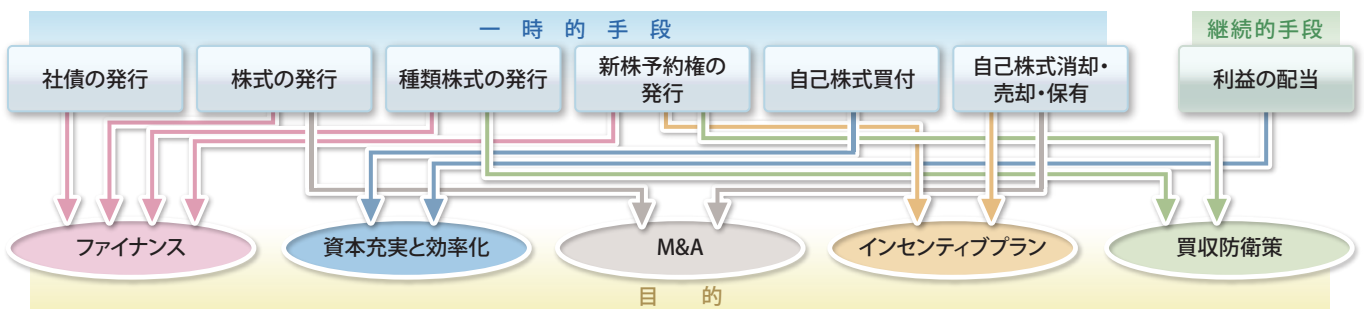 一時的手段
継続的手段
社債の発行
株式の発行
種類株式の発行
新株予約権の
発行
自己株式買付
自己株式消却・
売却・保有
利益の配当
ファイナンス
資本充実と効率化
M&A
インセンティブプラン
買収防衛策
目的